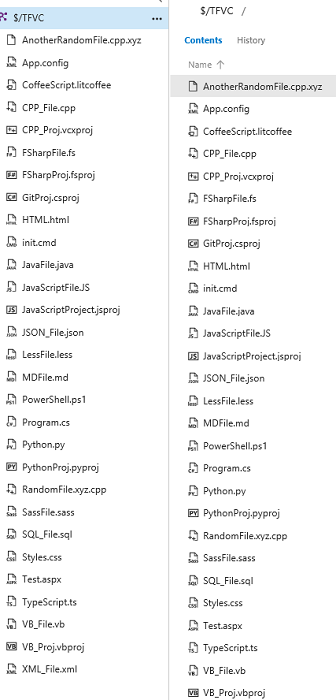 $/TFVC
AnotherRandomFile.cpp.xyz
App.config
CoffeeScript.litcoffee
CPP_File.cpp
CPP_Proj.vcxproj
FSharpFile.fs
FSharpProj.fsproj
GitProj.csproj
HTML.html
init.cmd
JavaFile.java
JavaScriptFile.JS
JavaScriptProject.jsproj
JSON_File.json
LessFile.less
MDFile.md
PowerShell.ps1
Program.cs
Python.py
PythonProj.pyproj
RandomFile.xyz.cpp
SassFile.sass
SQL_File.sql
Styles.css
Test.aspx
TypeScript.ts
VB_File.vb
VB_Proj.vbproj
XML_File.xml
$/TFVC /
Contents History
Name
AnotherRandomFile.cpp.xyz
App.config
CoffeeScript.litcoffee
CPP_File.cpp
CPP_Proj.vcxproj
FSharpFile.fs
FSharpProj.fsproj
GitProj.csproj
HTML.html
init.cmd
JavaFile.java
JavaScriptFile.JS
JavaScriptProject.jsproj
JSON_File.json
LessFile.less
MDFile.md
PowerShell.ps1
Program.cs
Python.py
PythonProj.pyproj
RandomFile.xyz.cpp
SassFile.sass
SQL_File.sql
Styles.css
Test.aspx
TypeScript.ts
VB_File.vb
VB_Proj.vbproj